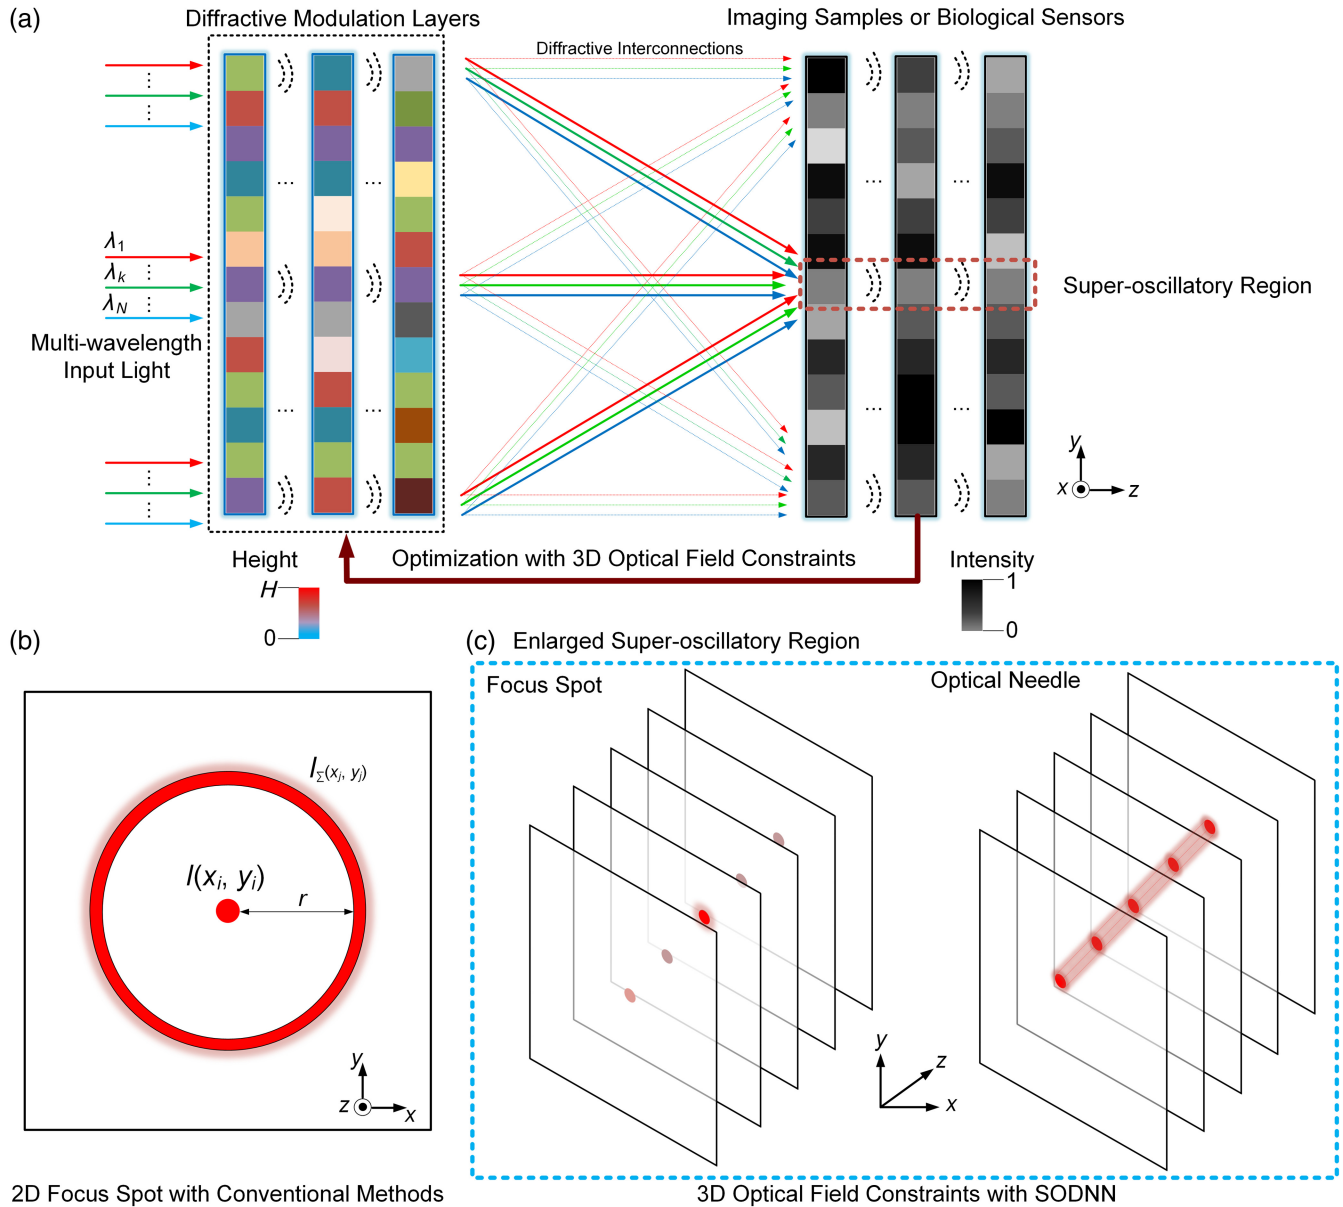 (a)
Diffractive Modulation Layers
Imaging Samples or Biological Sensors
Diffractive Interconnections
λ1
λk
λN
Multi-wavelength
Input Light
Super-oscillatory Region
y
x
z
Optimization with 3D Optical Field Constraints
Height
H
0
Intensity
1
0
(b)
I∑(xj, yj)
I(xi, yi)
r
y
z
x
2D Focus Spot with Conventional Methods
(c) Enlarged Super-oscillatory Region
Focus Spot
Optical Needle
y
z
x
3D Optical Field Constraints with SODNN